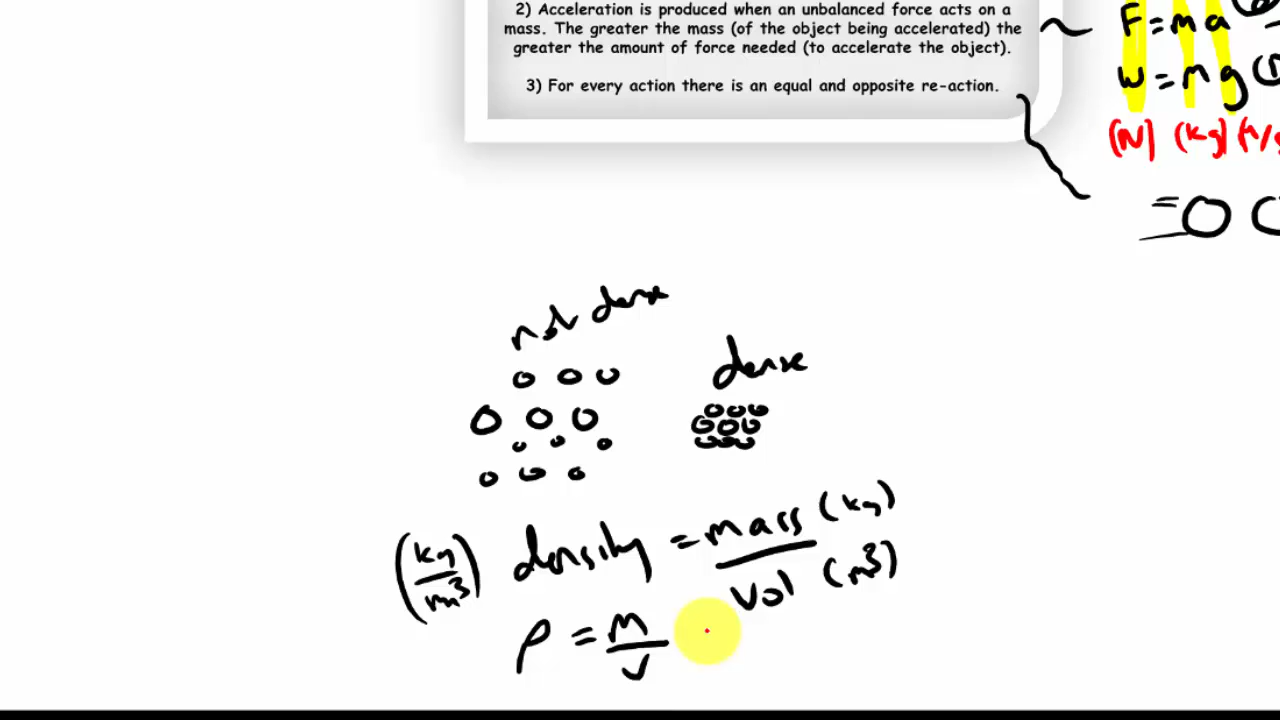 2) Acceleration is produced when an unbalanced force acts on a
mass. The greater the mass (of the object being accelerated) the
greater the amount of force needed (to accelerate the object).
3) For every action there is an equal and opposite re-action.
F = ma
W = mg
(N) (kg)
not dense
dense
(kg/m³) density = mass (kg) / vol (m³)
ρ = m/v